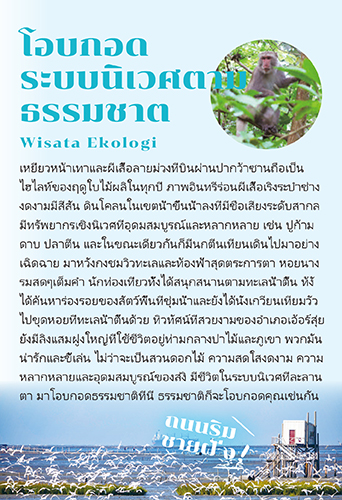 โอบกอด
ระบบนิเวศตาม
ธรรมชาต
Wisata Ekologi
เหยี่ยวหน้าเทาและผีเสื้อลายม่วงที่บินผ่านปากว้าซานถือเป็น
ไฮไลท์ของฤดูใบไม้ผลิในทุกปี ภาพอินทรีร่อนผีเสื้อเริงระบำช่าง
งดงามมีสีสัน ดินโคลนในเขตน้ำขึ้นน้ำลงที่มีชื่อเสียงระดับสากล
มีทรัพยากรเชิงนิเวศที่อุดมสมบูรณ์และหลากหลาย เช่น ปูก้าม
ดาบ ปลาตีน และในขณะเดียวกันก็มีนกตีนเทียนเดินไปมาอย่าง
เฉิดฉาย มาหวังกงชมวิวทะเลและท้องฟ้าสุดตระการตา หอยนาง
รมสดๆเต็มคำ นักท่องเที่ยวทั้งได้สนุกสนานตามทะเลน้ำตื้น ทั้งั
ได้ค้นหาร่องรอยของสัตว์พื้นที่ชุ่มน้ำและยังได้นั่งเกวียนเทียมวัว
ไปขุดหอยที่ทะเลน้ำตื้นด้วย ทิวทัศน์ที่สวยงามของอำเภอเอ้อร์สุ่ย
ยังมีลิงแสมฝูงใหญ่ที่ใช้ชีวิตอยู่ท่ามกลางป่าไม้และภูเขา พวกมัน
น่ารักและขี้เล่น ไม่ว่าจะเป็นสวนดอกไม้ ความสดใสงดงาม ความ
หลากหลายและอุดมสมบูรณ์ของสิ่งมีชีวิตในระบบนิเวศที่ละลาน
ตา มาโอบกอดธรรมชาติที่นี่ ธรรมชาติก็จะโอบกอดคุณเช่นกัน
ถนนริม
ชายฝั่ง!